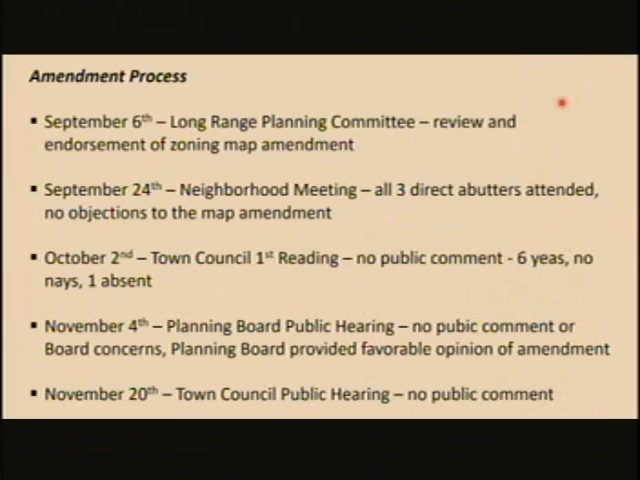 Amendment Process
▪ September 6th – Long Range Planning Committee – review and
endorsement of zoning map amendment
▪ September 24th – Neighborhood Meeting – all 3 direct abutters attended,
no objections to the map amendment
▪ October 2nd – Town Council 1st Reading – no public comment - 6 yeas, no
nays, 1 absent
▪ November 4th – Planning Board Public Hearing – no pubic comment or
Board concerns, Planning Board provided favorable opinion of amendment
▪ November 20th – Town Council Public Hearing – no public comment